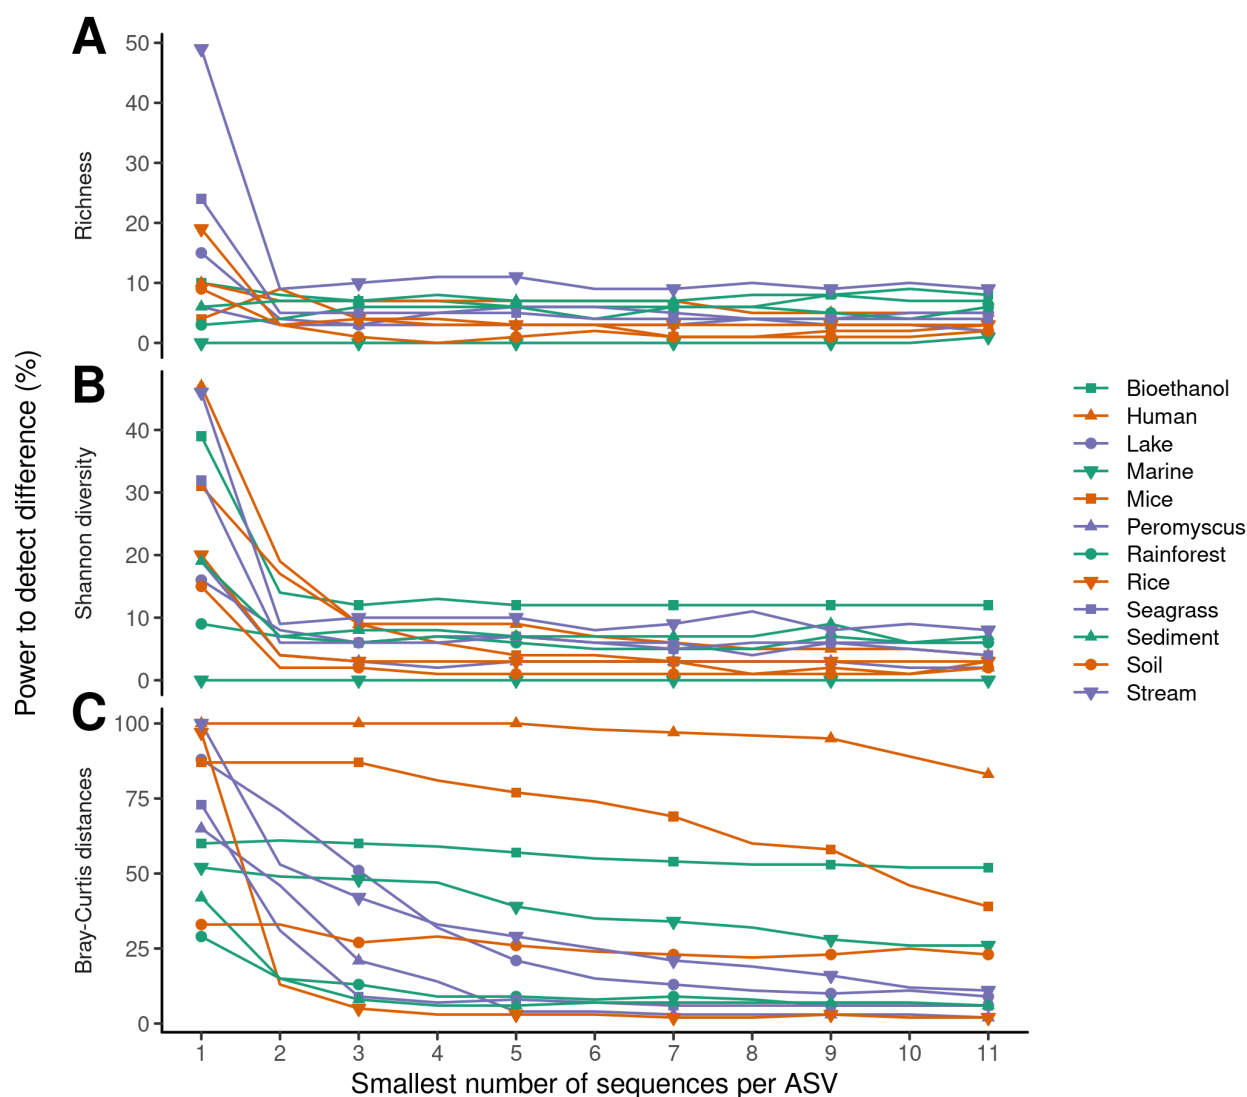 A
50
40
30
20
10
0
Richness
B
40
30
20
10
0
Shannon diversity
C
100
75
50
25
0
Bray-Curtis distances
Power to detect difference (%)
1 2 3 4 5 6 7 8 9 10 11
Smallest number of sequences per ASV
Bioethanol
Human
Lake
Marine
Mice
Peromyscus
Rainforest
Rice
Seagrass
Sediment
Soil
Stream